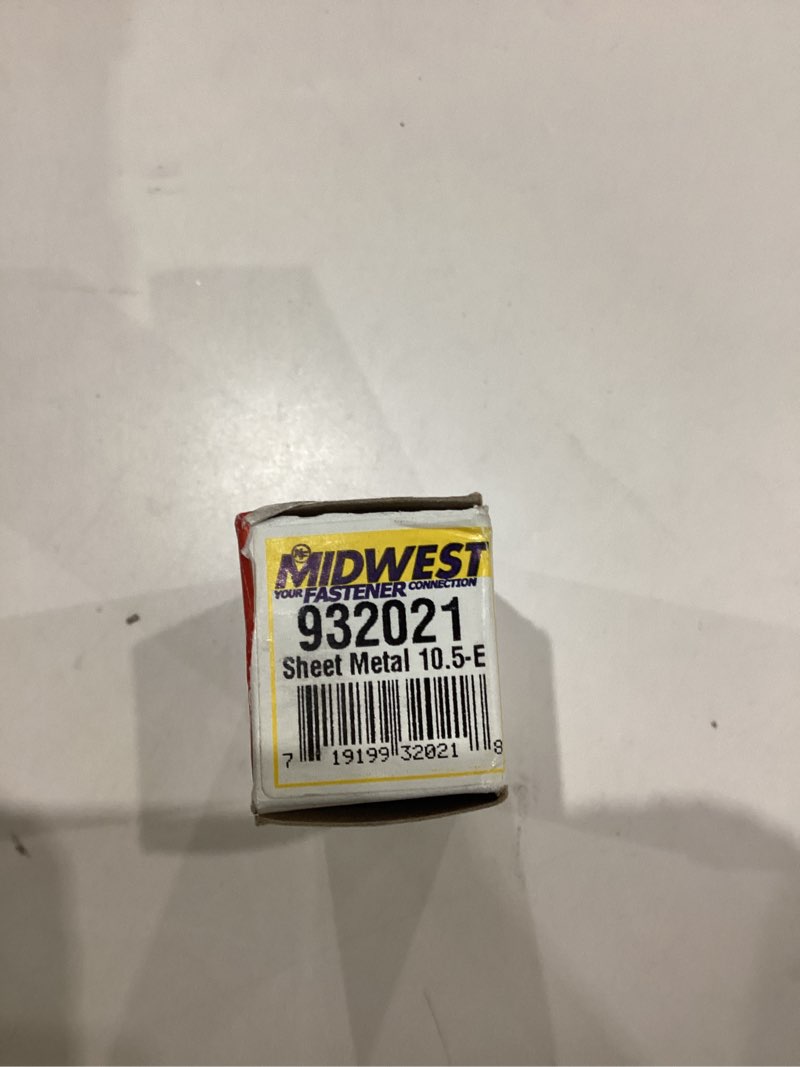 MIDWEST
YOUR FASTENER CONNECTION
932021
Sheet Metal 10.5-E
7 19199 32021 8